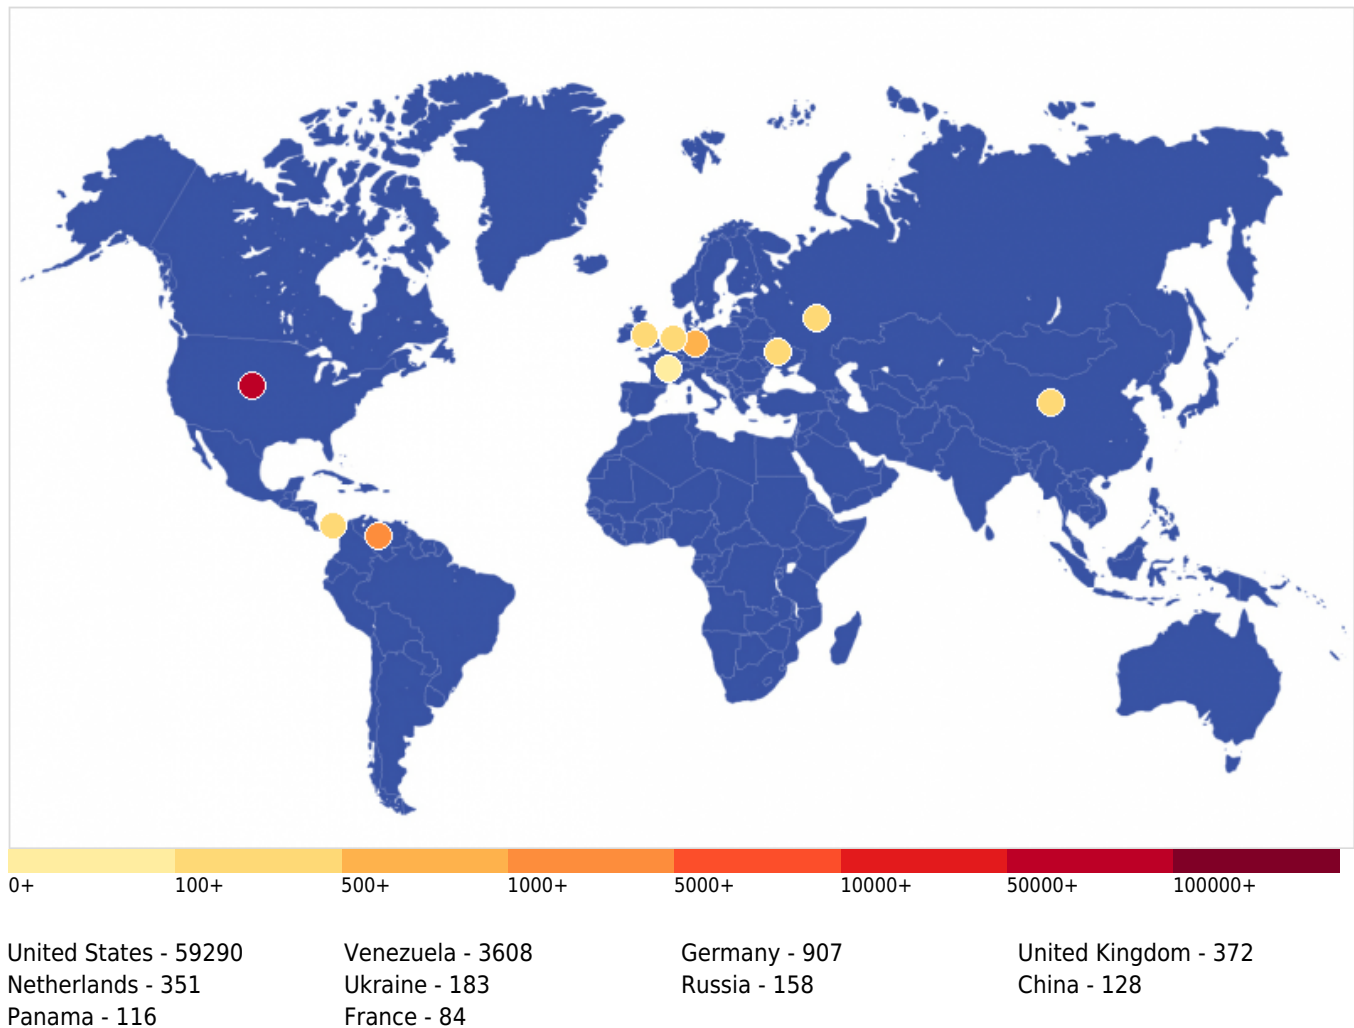 0+ 100+ 500+ 1000+ 5000+ 10000+ 50000+ 100000+
United States - 59290 Venezuela - 3608 Germany - 907 United Kingdom - 372
Netherlands - 351 Ukraine - 183 Russia - 158 China - 128
Panama - 116 France - 84